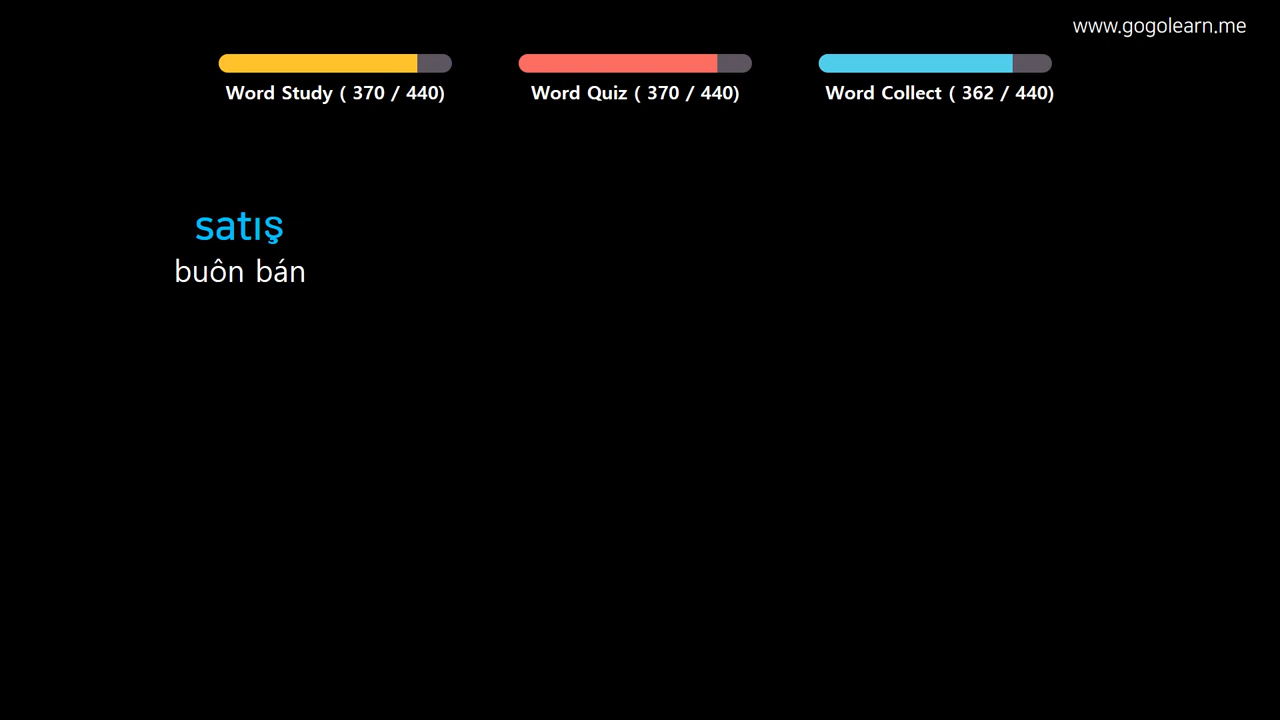 www.gogolearn.me
Word Study ( 370 / 440)
Word Quiz ( 370 / 440)
Word Collect ( 362 / 440)
satış
buôn bán